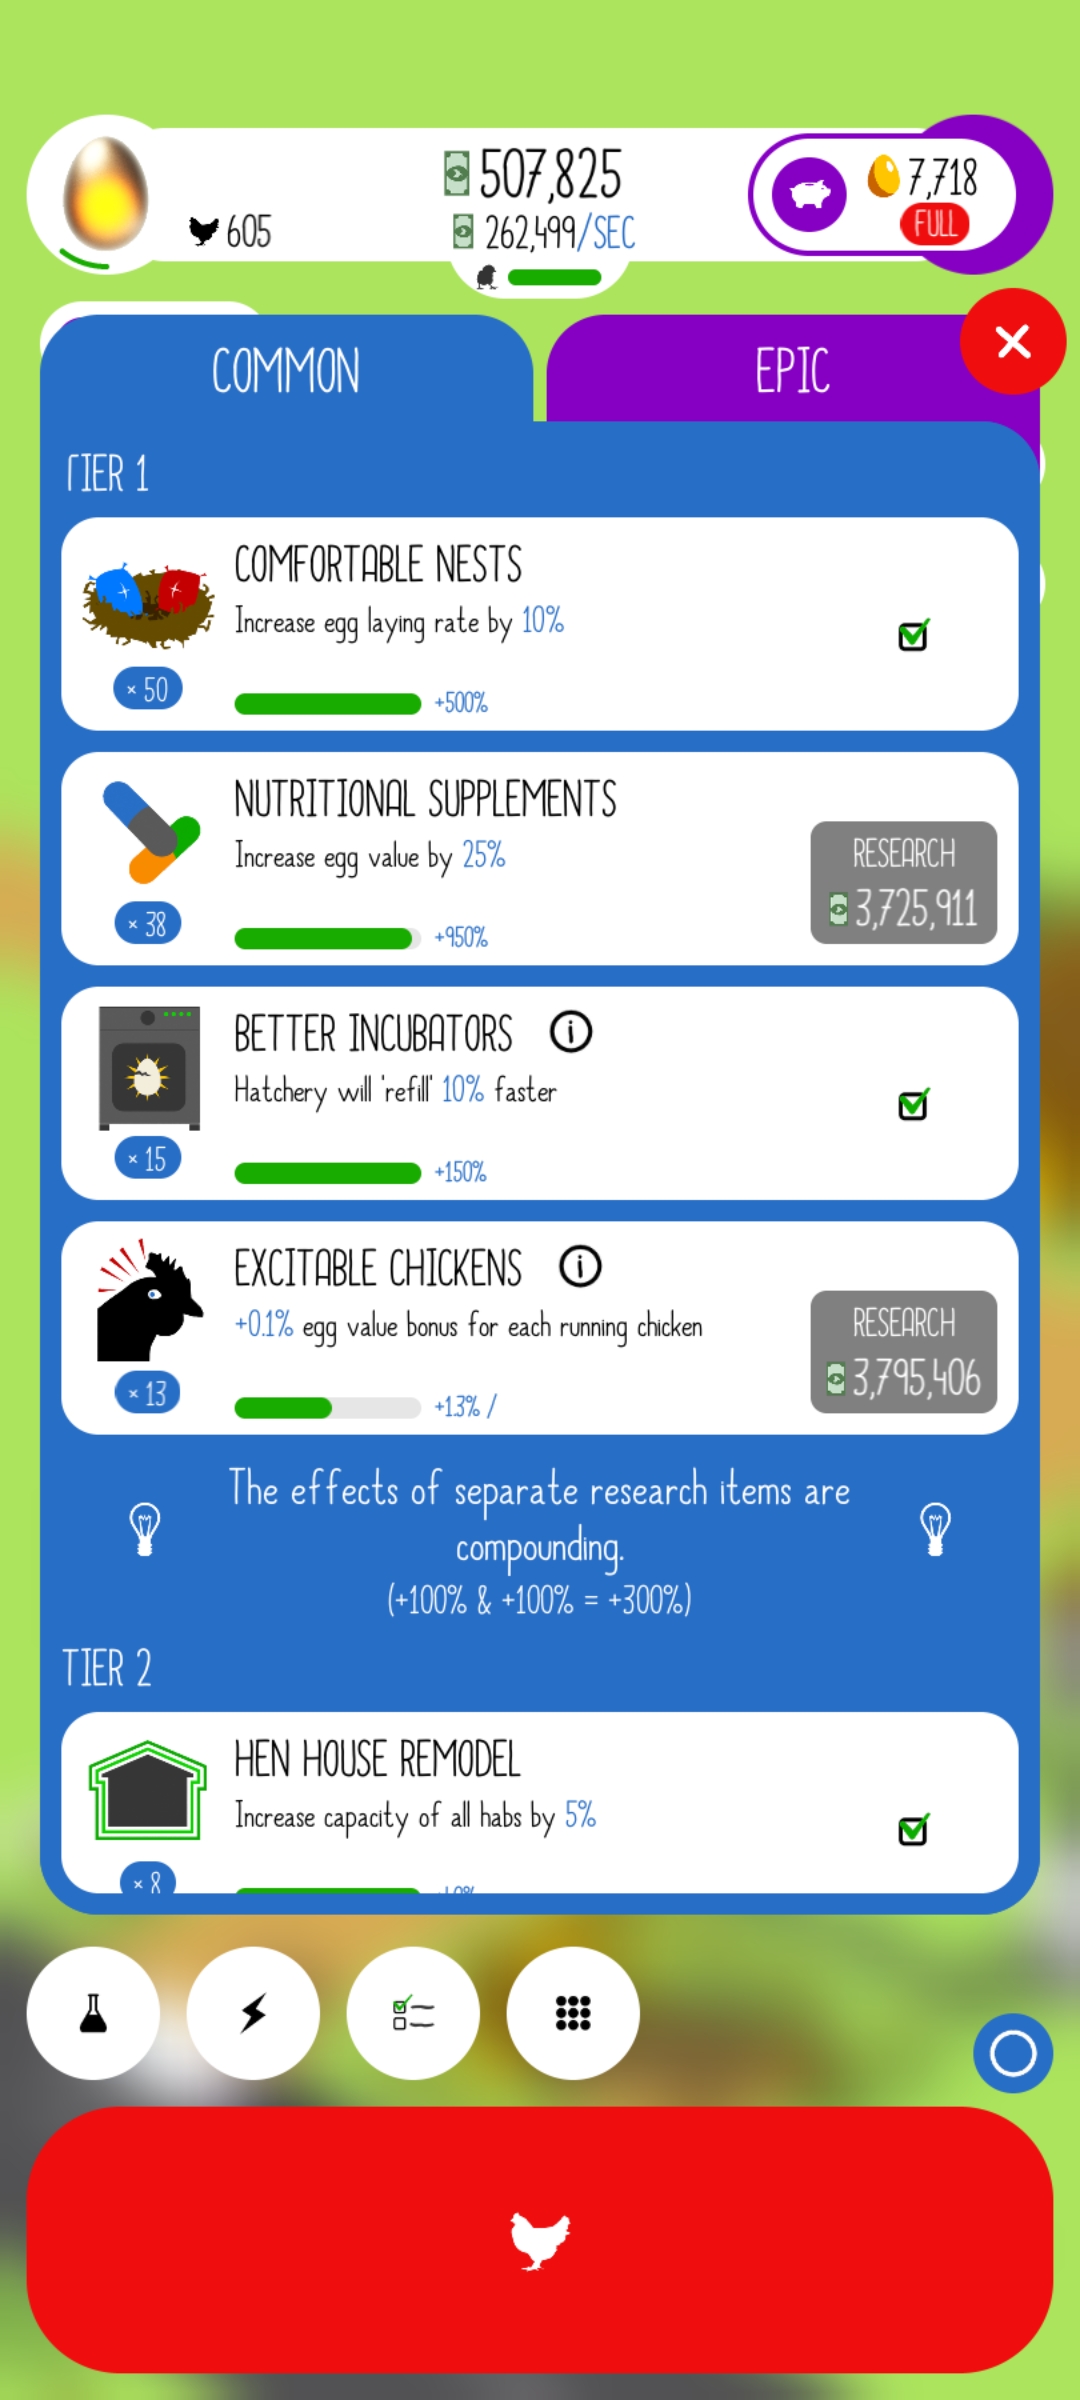 507,825
7,718
605
262,499/SEC
FULL
COMMON
EPIC
TIER 1
COMFORTABLE NESTS
Increase egg laying rate by 10%
× 50
+500%
NUTRITIONAL SUPPLEMENTS
Increase egg value by 25%
RESEARCH
3,725,911
× 38
+950%
BETTER INCUBATORS
Hatchery will 'refill' 10% faster
× 15
+150%
EXCITABLE CHICKENS
+0.1% egg value bonus for each running chicken
RESEARCH
3,795,406
× 13
+1.3% /
The effects of separate research items are
compounding.
(+100% & +100% = +300%)
TIER 2
HEN HOUSE REMODEL
Increase capacity of all habs by 5%
× 8